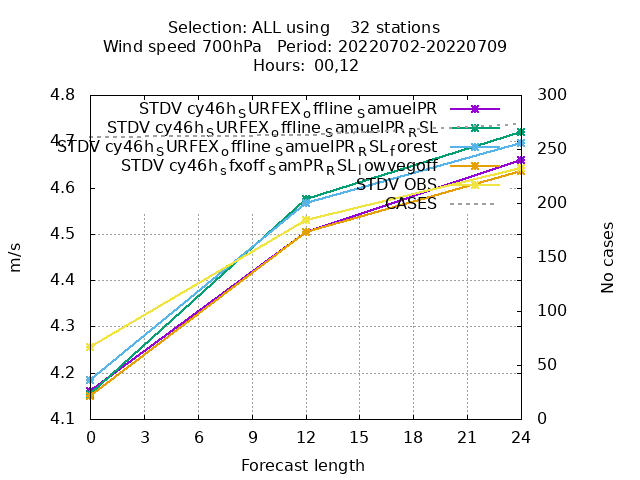 Selection: ALL using    32 stations
Wind speed 700hPa   Period: 20220702-20220709
Hours:  00,12
4.8
4.7
4.6
4.5
4.4
4.3
4.2
4.1
m/s
STDV cy46h_SURFEX_offline_SamuelPR
STDV cy46h_SURFEX_offline_SamuelPR_RSL
STDV cy46h_SURFEX_offline_SamuelPR_RSL_forest
STDV cy46h_sfxoff_SamPR_RSL_lowvegoff
STDV OBS
CASES
300
250
200
150
100
50
0
No cases
0 3 6 9 12 15 18 21 24
Forecast length